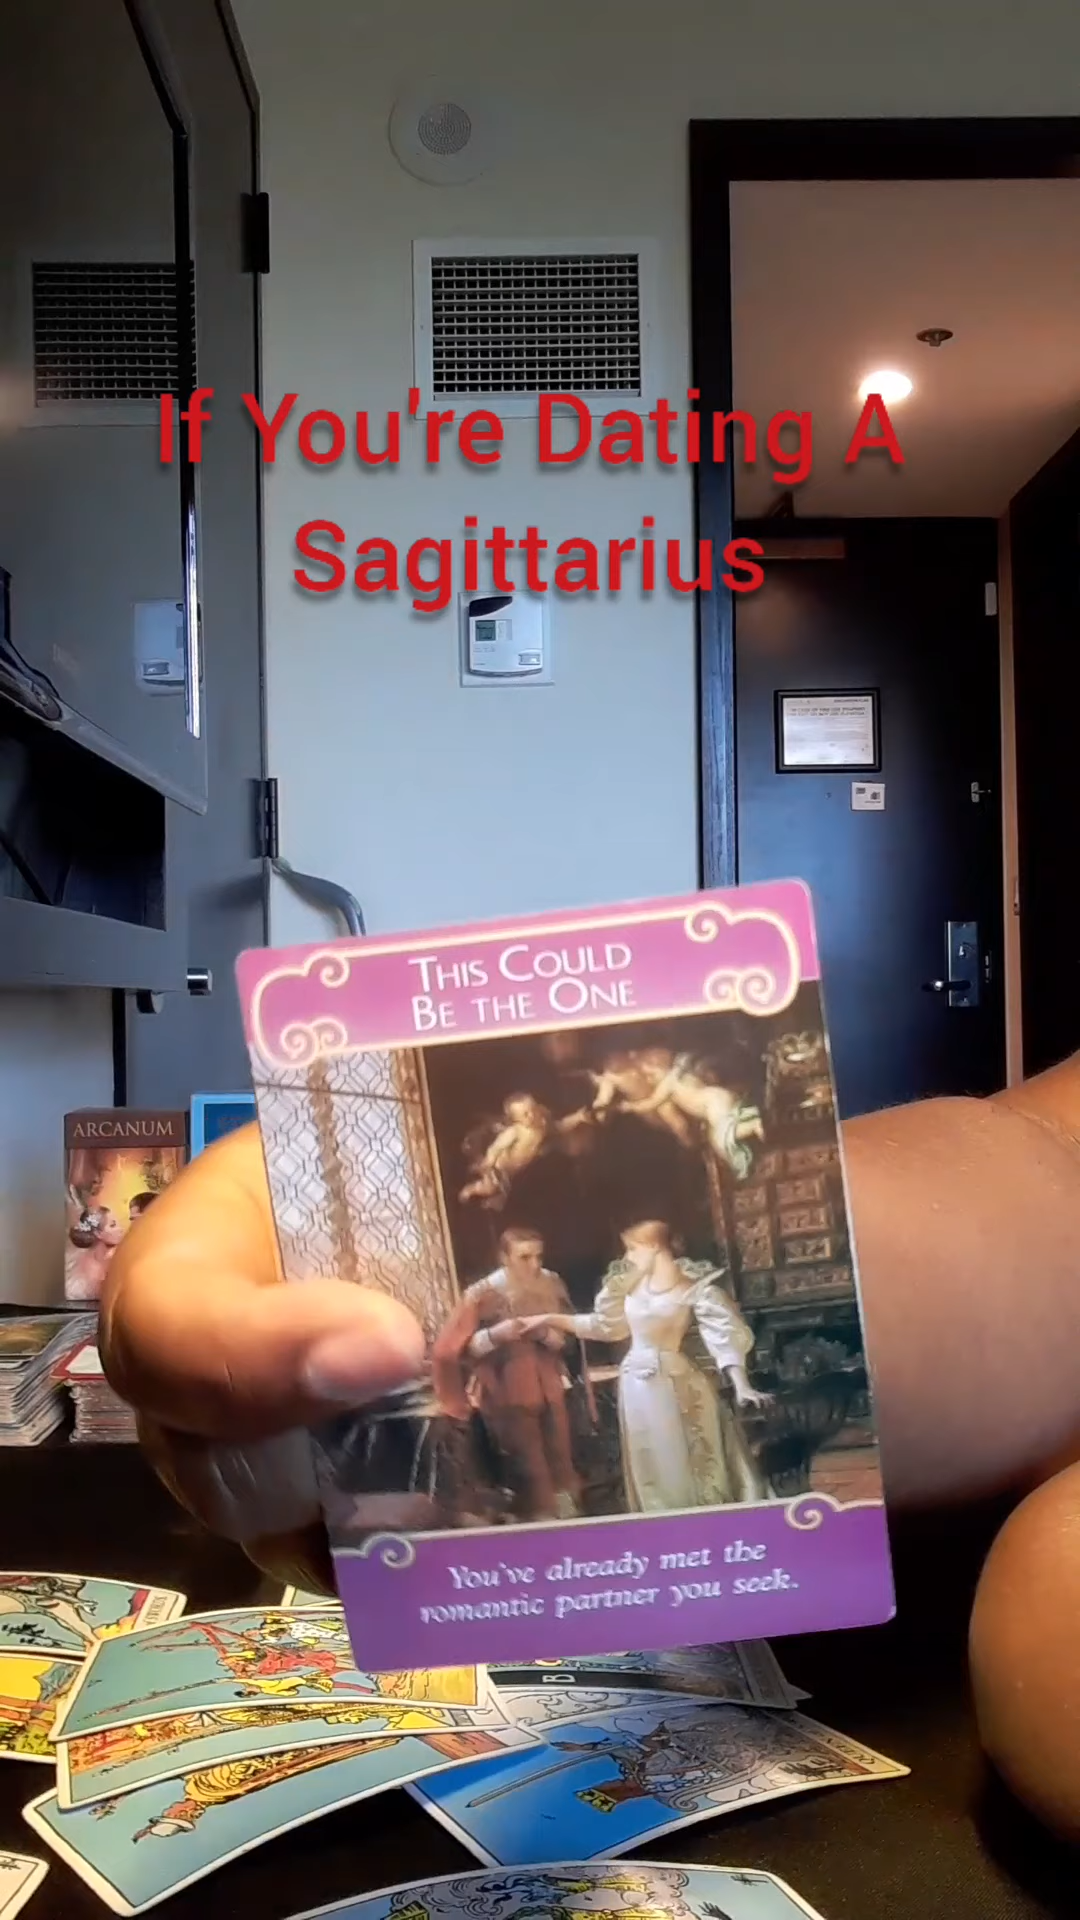 If You're Dating A
Sagittarius
THIS COULD
BE THE ONE
ARCANUM
You've already met the
romantic partner you seek.